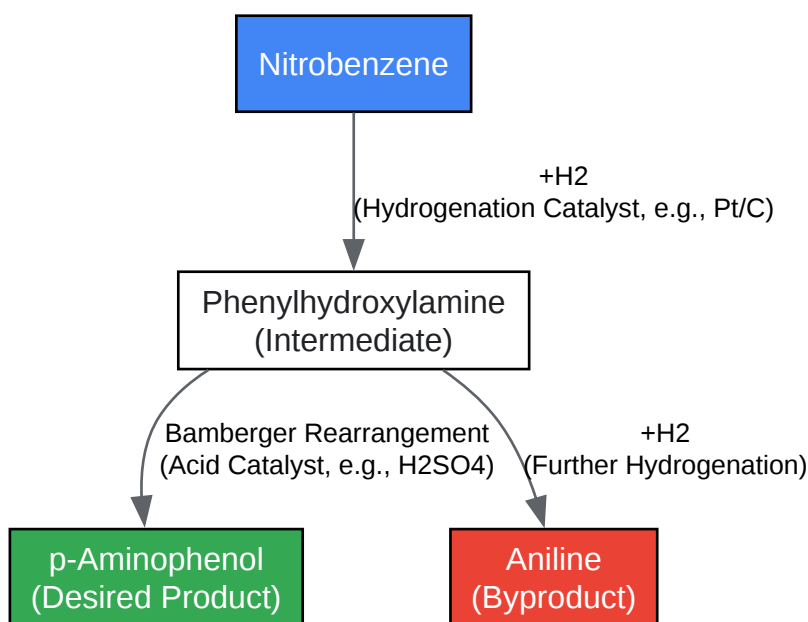 Nitrobenzene
+H2
(Hydrogenation Catalyst, e.g., Pt/C)
Phenylhydroxylamine
(Intermediate)
Bamberger Rearrangement
(Acid Catalyst, e.g., H2SO4)
+H2
(Further Hydrogenation)
p-Aminophenol
(Desired Product)
Aniline
(Byproduct)